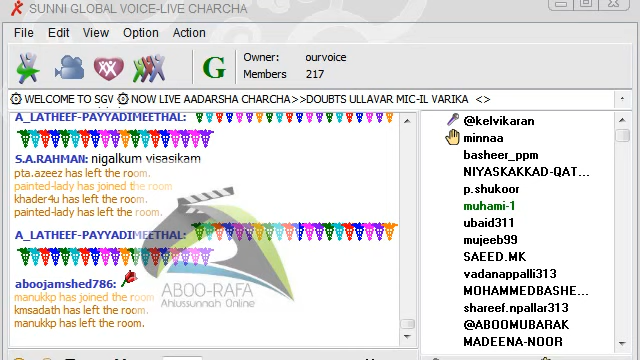 SUNNI GLOBAL VOICE-LIVE CHARCHA
File Edit View Option Action
Owner: ourvoice
Members 217
G
WELCOME TO SGV NOW LIVE AADARSHA CHARCHA>>DOUBTS ULLAVAR MIC-IL VARIKA <>
A_LATHEEF-PAYYADIMEETHAL:
S.A.RAHMAN: nigalkum visasikam
pta.azeez has left the room.
painted-lady has joined the room
khader4u has left the room.
painted-lady has left the room.
A_LATHEEF-PAYYADIMEETHAL:
aboojamshed786:
manukkp has joined the room
kmsadath has left the room.
manukkp has left the room.
ABOO-RAFA
Ahlussunnah Online
@kelvikaran
minnaa
basheer_ppm
NIYASKAKKAD-QAT...
p.shukoor
muhami-1
ubaid311
mujeeb99
SAEED.MK
vadanappalli313
MOHAMMEDBASHE...
shareef.npallar313
@ABOOMUBARAK
MADEENA-NOOR